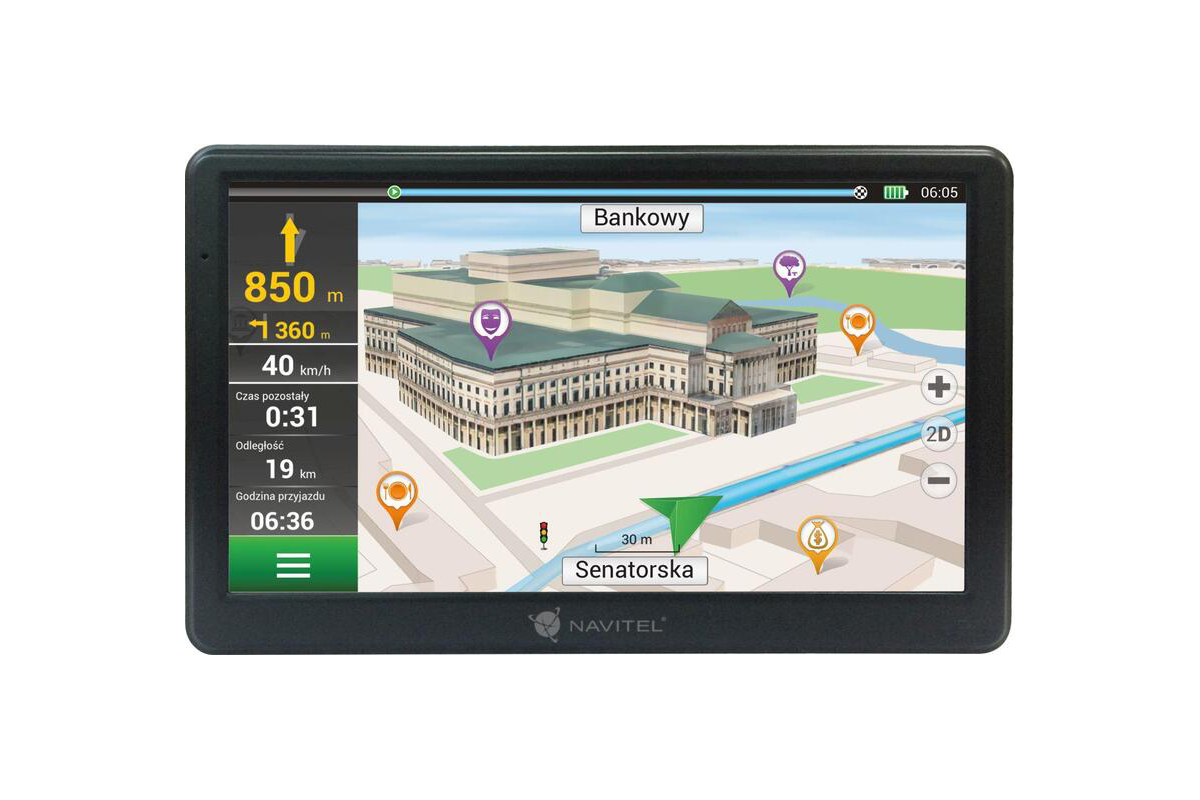 06:05
Bankowy
850 m
360 m
40 km/h
Czas pozostały
0:31
Odległość
19 km
Godzina przyjazdu
06:36
+
2D
-
30 m
Senatorska
NAVITEL®